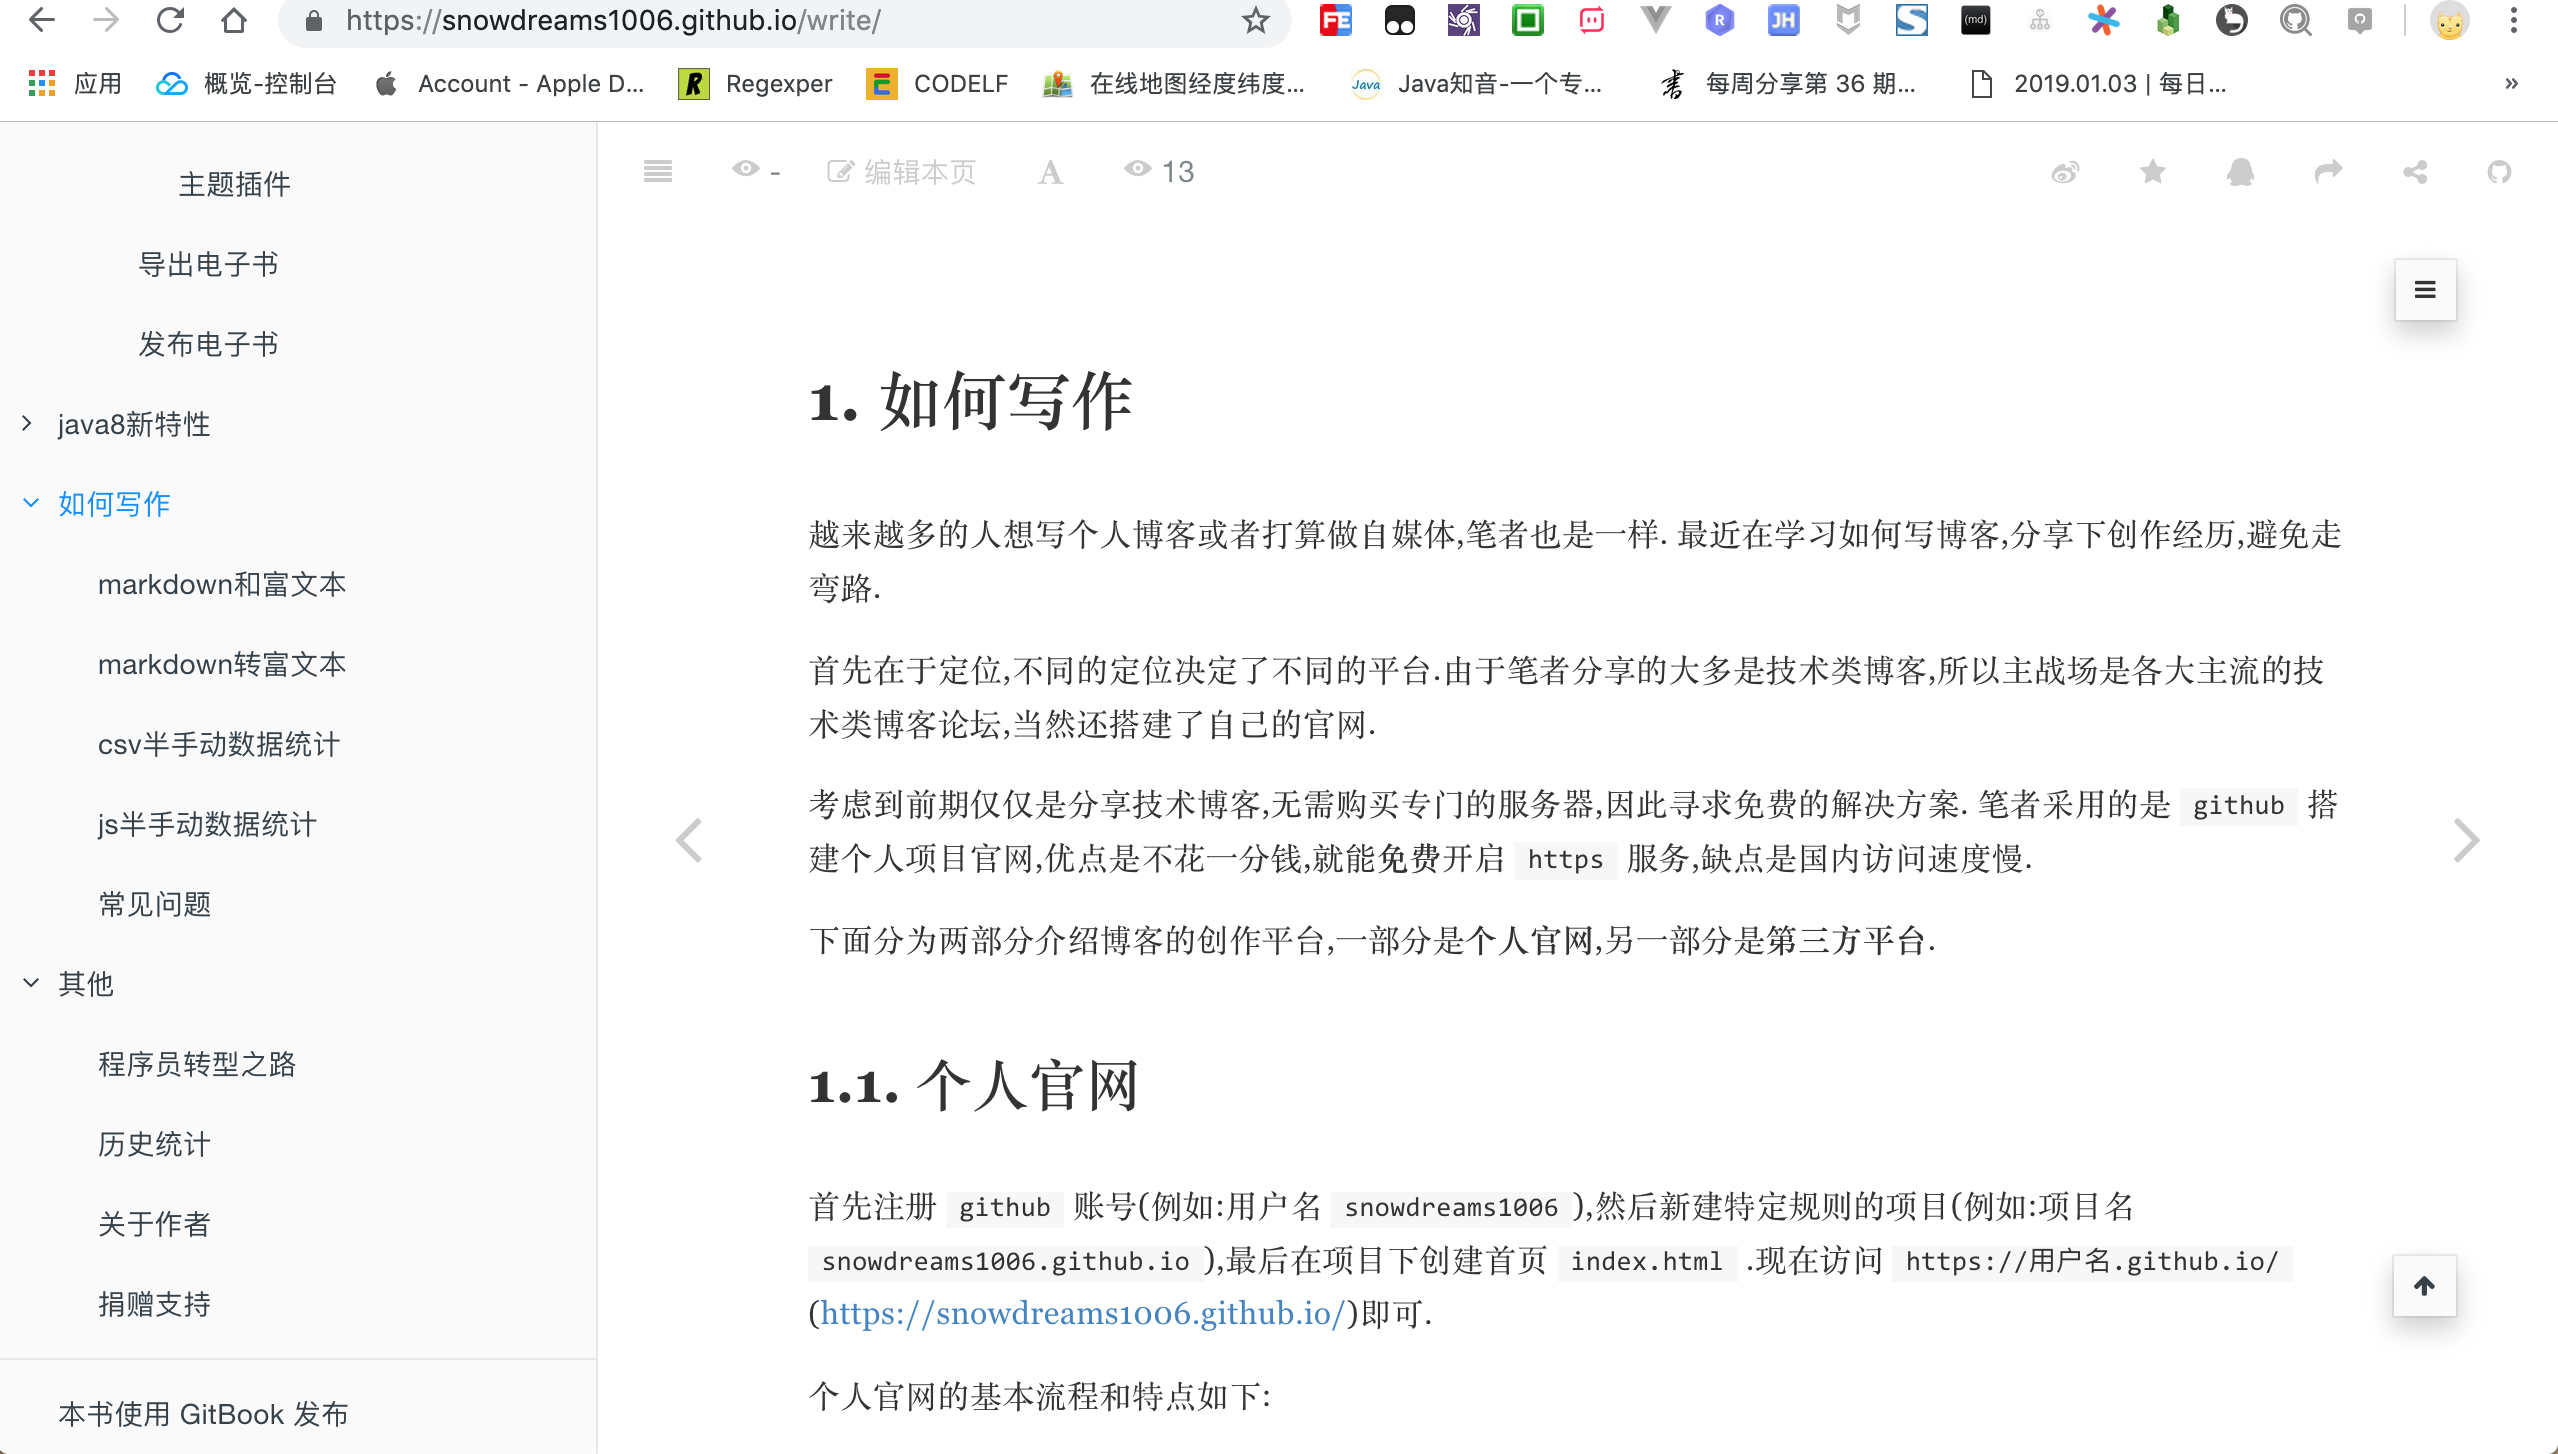 https://snowdreams1006.github.io/write/
FE
R
JH
S
(md)
应用
概览-控制台
Account - Apple D...
R
Regexper
E
CODELF
在线地图经度纬度...
Java
Java知音-一个专...
书
每周分享第 36 期...
2019.01.03 | 每日...
»
主题插件
导出电子书
发布电子书
java8新特性
如何写作
markdown和富文本
markdown转富文本
csv半手动数据统计
js半手动数据统计
常见问题
其他
程序员转型之路
历史统计
关于作者
捐赠支持
本书使用 GitBook 发布
-
编辑本页
A
13
1. 如何写作
越来越多的人想写个人博客或者打算做自媒体,笔者也是一样. 最近在学习如何写博客,分享下创作经历,避免走
弯路.
首先在于定位,不同的定位决定了不同的平台.由于笔者分享的大多是技术类博客,所以主战场是各大主流的技
术类博客论坛,当然还搭建了自己的官网.
考虑到前期仅仅是分享技术博客,无需购买专门的服务器,因此寻求免费的解决方案. 笔者采用的是 github 搭
建个人项目官网,优点是不花一分钱,就能免费开启 https 服务,缺点是国内访问速度慢.
下面分为两部分介绍博客的创作平台,一部分是个人官网,另一部分是第三方平台.
1.1. 个人官网
首先注册 github 账号(例如:用户名 snowdreams1006 ),然后新建特定规则的项目(例如:项目名
snowdreams1006.github.io ),最后在项目下创建首页 index.html .现在访问 https://用户名.github.io/
(https://snowdreams1006.github.io/)即可.
个人官网的基本流程和特点如下: